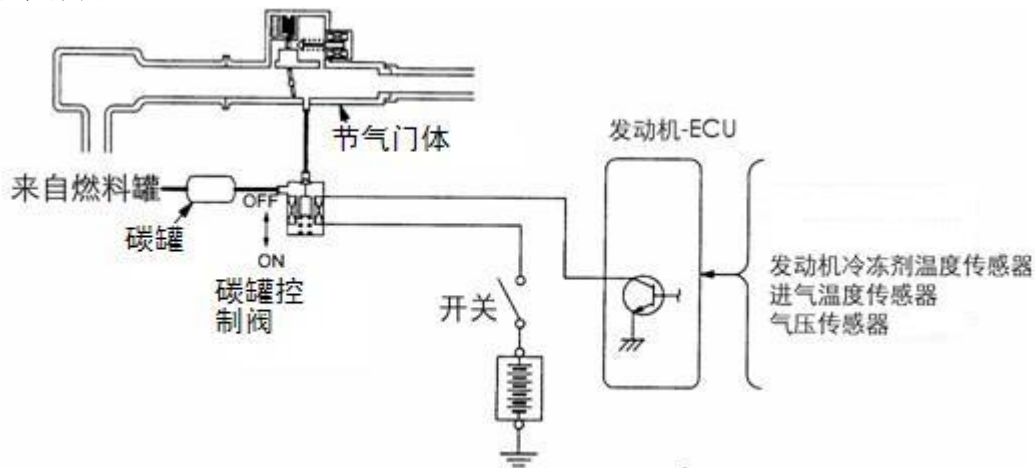 节气门体
发动机-ECU
来自燃料罐
碳罐
OFF
ON
碳罐控
制阀
开关
发动机冷冻剂温度传感器
进气温度传感器
气压传感器